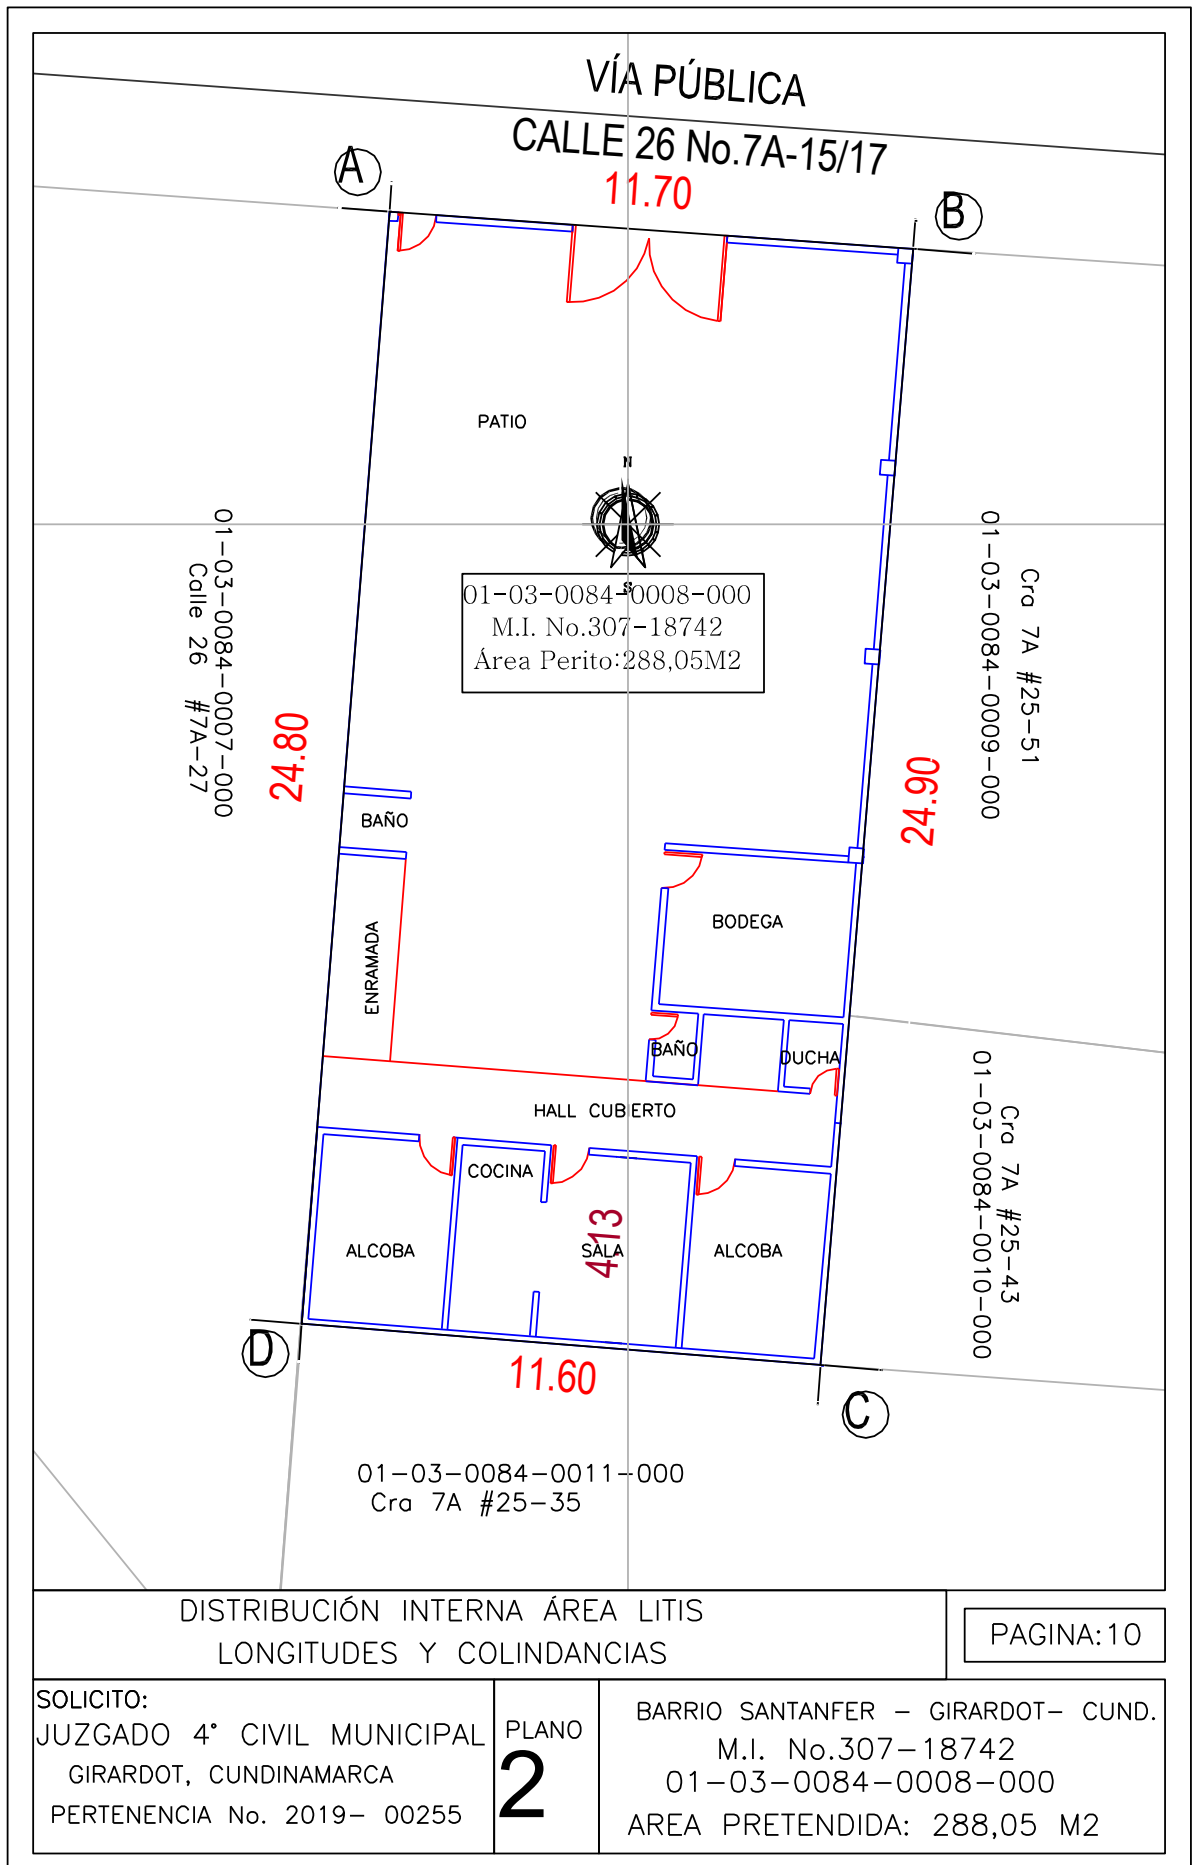 VÍA PÚBLICA
CALLE 26 No.7A-15/17
A
11.70
B
PATIO
N
S
01-03-0084-0008-000
M.I. No.307-18742
Área Perito:288,05M2
01-03-0084-0007-000
Calle 26 #7A-27
24.80
Cra 7A #25-51
01-03-0084-0009-000
24.90
BAÑO
BODEGA
ENRAMADA
BAÑO
DUCHA
HALL CUBIERTO
Cra 7A #25-43
01-03-0084-0010-000
COCINA
ALCOBA
4.13
SALA
ALCOBA
D
11.60
C
01-03-0084-0011-000
Cra 7A #25-35
DISTRIBUCIÓN INTERNA ÁREA LITIS
LONGITUDES Y COLINDANCIAS
PAGINA:10
SOLICITO:
JUZGADO 4° CIVIL MUNICIPAL
GIRARDOT, CUNDINAMARCA
PERTENENCIA No. 2019- 00255
PLANO
2
BARRIO SANTANFER - GIRARDOT- CUND.
M.I. No.307-18742
01-03-0084-0008-000
AREA PRETENDIDA: 288,05 M2